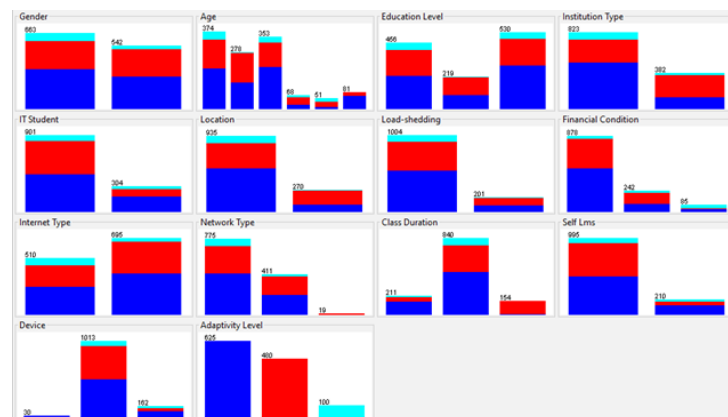 Gender
663
542
Age
374
278
353
68
51
81
Education Level
456
219
530
Institution Type
823
382
IT Student
901
304
Location
935
270
Load-shedding
1004
201
Financial Condition
878
242
85
Internet Type
510
695
Network Type
775
411
19
Class Duration
211
840
154
Self Lms
995
210
Device
30
1013
162
Adaptivity Level
625
480
100